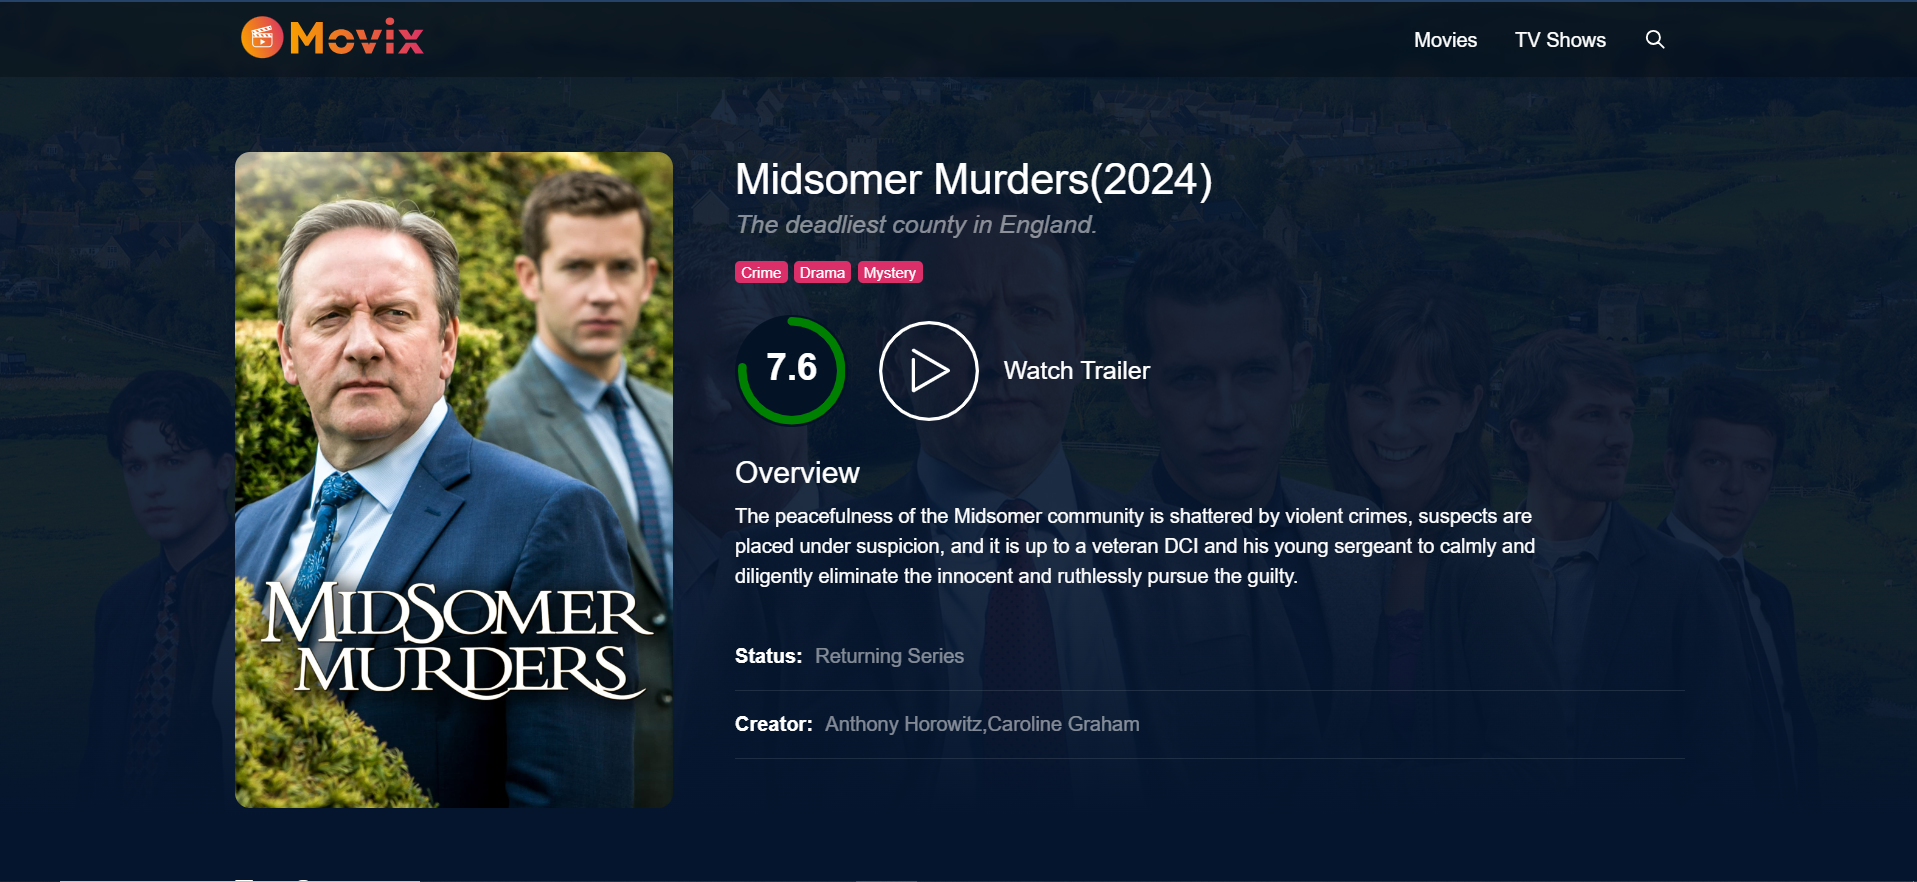 Movix
Movies
TV Shows
Midsomer Murders(2024)
The deadliest county in England.
Crime
Drama
Mystery
7.6
Watch Trailer
Overview
The peacefulness of the Midsomer community is shattered by violent crimes, suspects are
placed under suspicion, and it is up to a veteran DCI and his young sergeant to calmly and
diligently eliminate the innocent and ruthlessly pursue the guilty.
Status: Returning Series
Creator: Anthony Horowitz,Caroline Graham
MIDSOMER
MURDERS